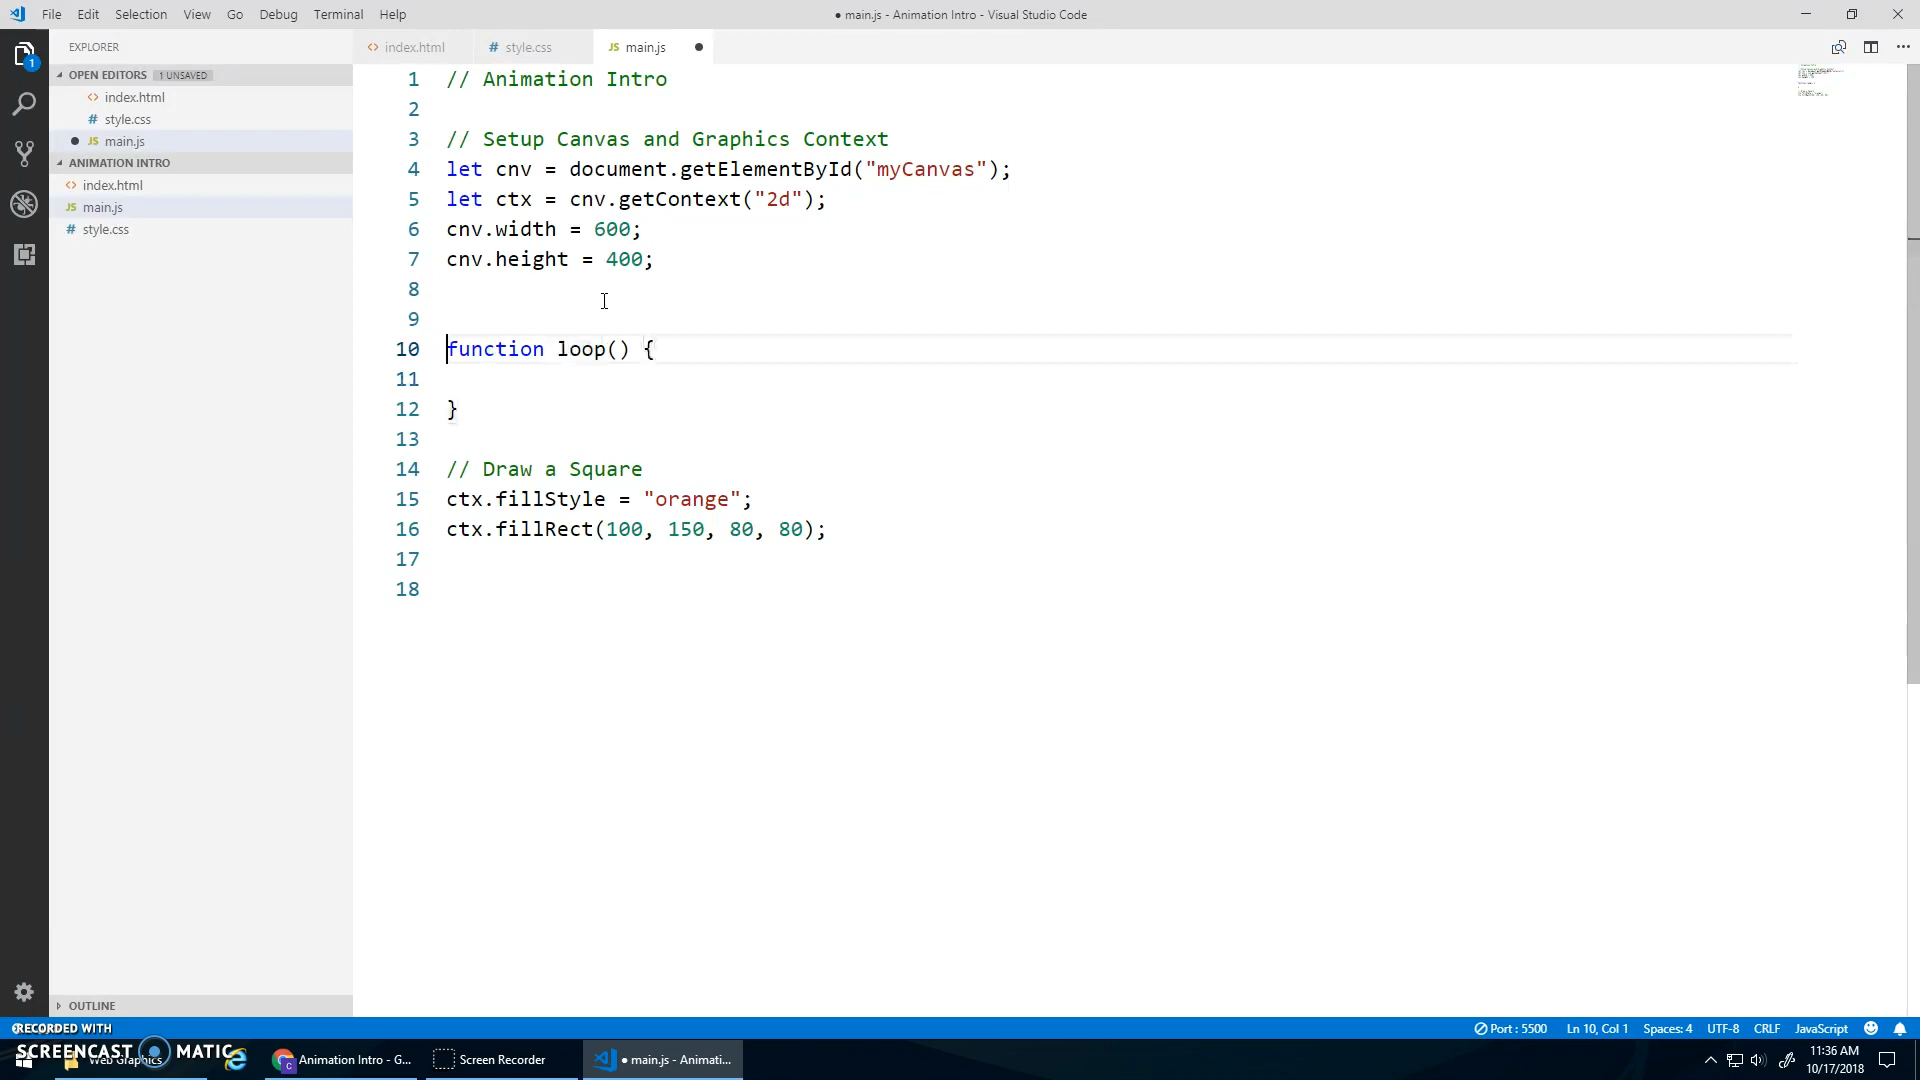 File Edit Selection View Go Debug Terminal Help
● main.js - Animation Intro - Visual Studio Code
EXPLORER
OPEN EDITORS 1 UNSAVED
index.html
style.css
JS main.js
ANIMATION INTRO
index.html
JS main.js
style.css
OUTLINE
index.html
style.css
JS main.js
1 // Animation Intro
2
3 // Setup Canvas and Graphics Context
4 let cnv = document.getElementById("myCanvas");
5 let ctx = cnv.getContext("2d");
6 cnv.width = 600;
7 cnv.height = 400;
8
9
10 function loop() {
11
12 }
13
14 // Draw a Square
15 ctx.fillStyle = "orange";
16 ctx.fillRect(100, 150, 80, 80);
17
18
1
Port : 5500 Ln 10, Col 1 Spaces: 4 UTF-8 CRLF JavaScript
RECORDED WITH
SCREENCAST MATIC
Web Graphics
Animation Intro - G...
Screen Recorder
● main.js - Animati...
11:36 AM
10/17/2018